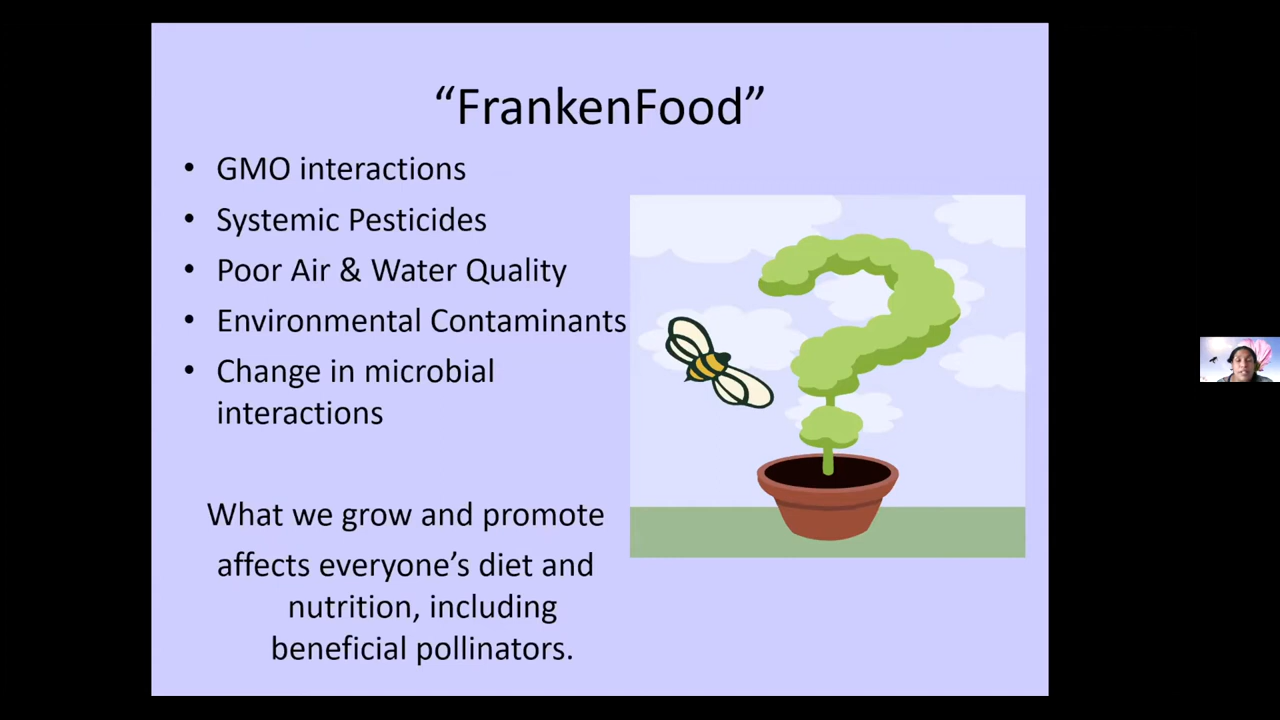 “FrankenFood”
• GMO interactions
• Systemic Pesticides
• Poor Air & Water Quality
• Environmental Contaminants
• Change in microbial
interactions
What we grow and promote
affects everyone’s diet and
nutrition, including
beneficial pollinators.